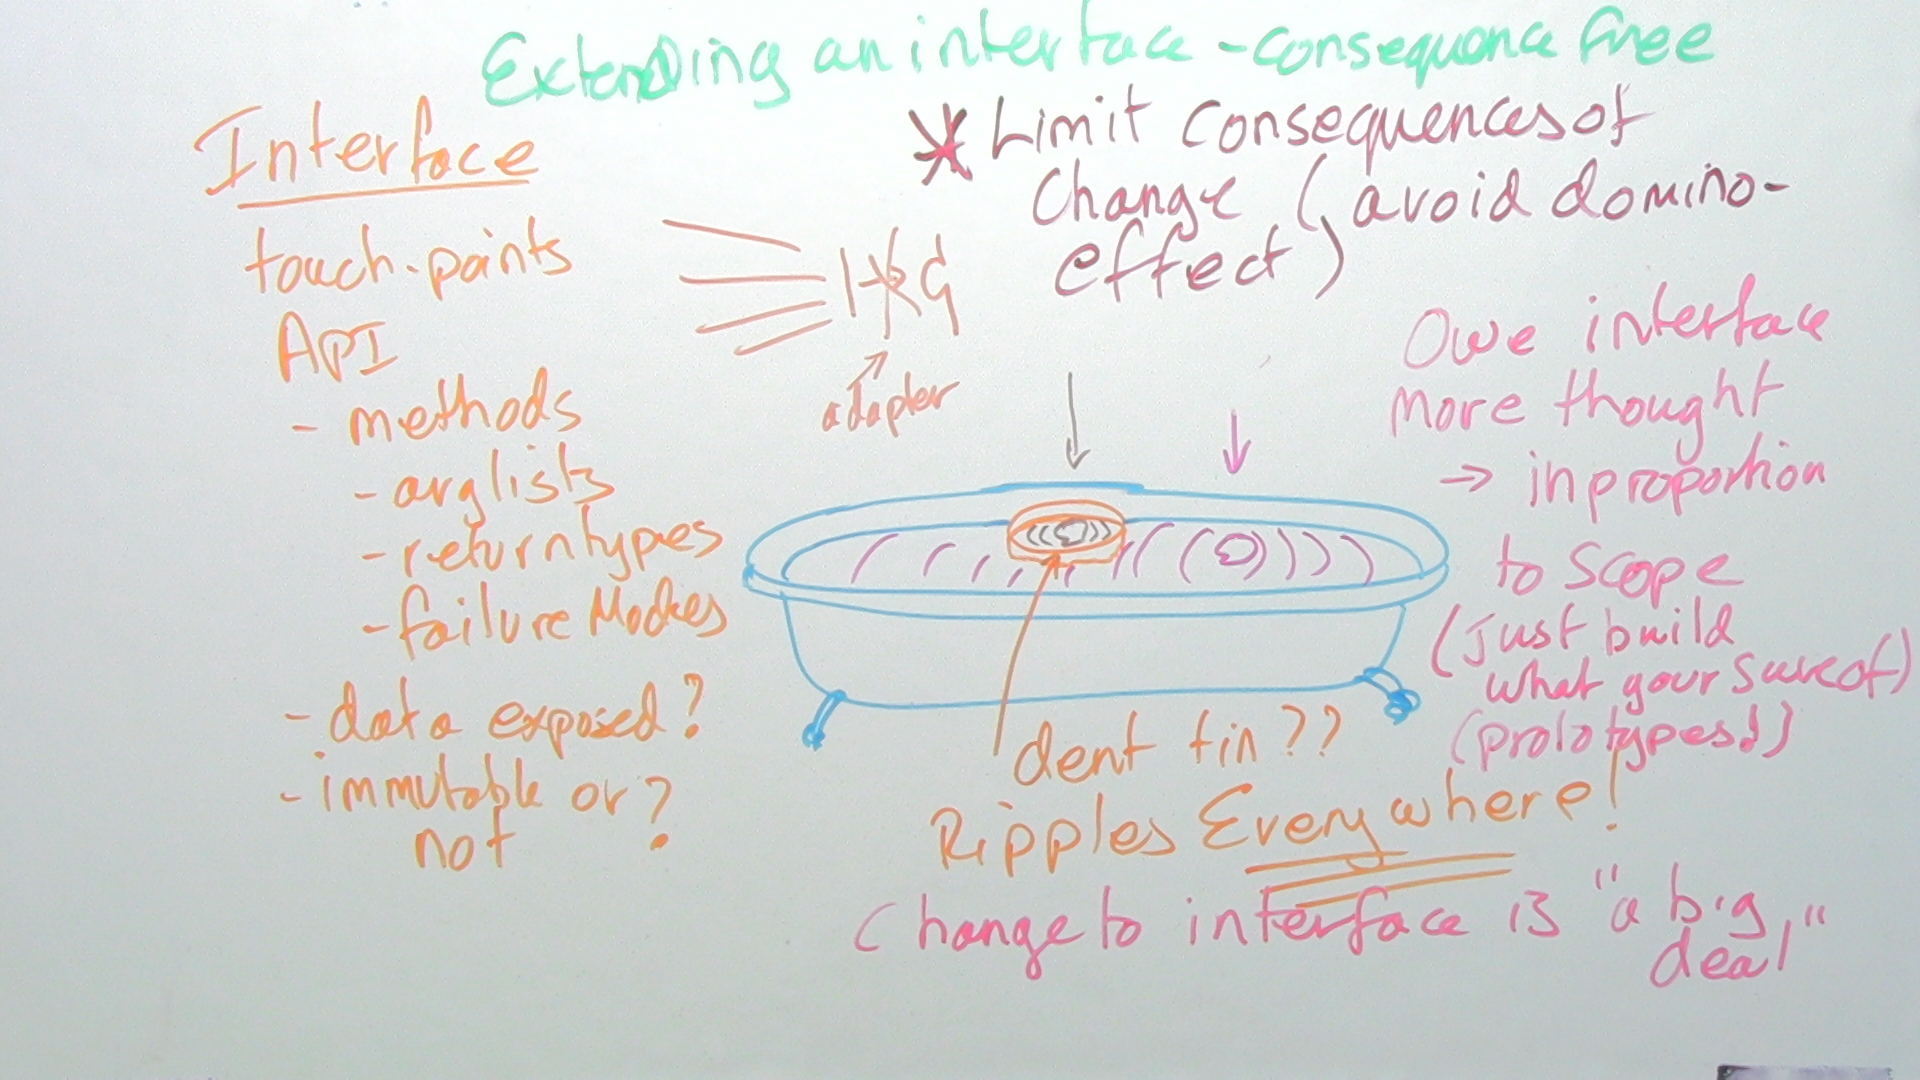 Extending an interface - consequence free
Interface
touch-points
API
- methods
- arglists
- return types
- failure Modes
- data exposed?
- immutable or ?
not
adapter
* Limit consequences of
Change (avoid domino-
effect)
Owe interface
More thought
→ in proportion
to scope
(Just build
what your sure of)
(prototypes!)
dent tin??
Ripples Everywhere!
Change to interface is "a big
deal"